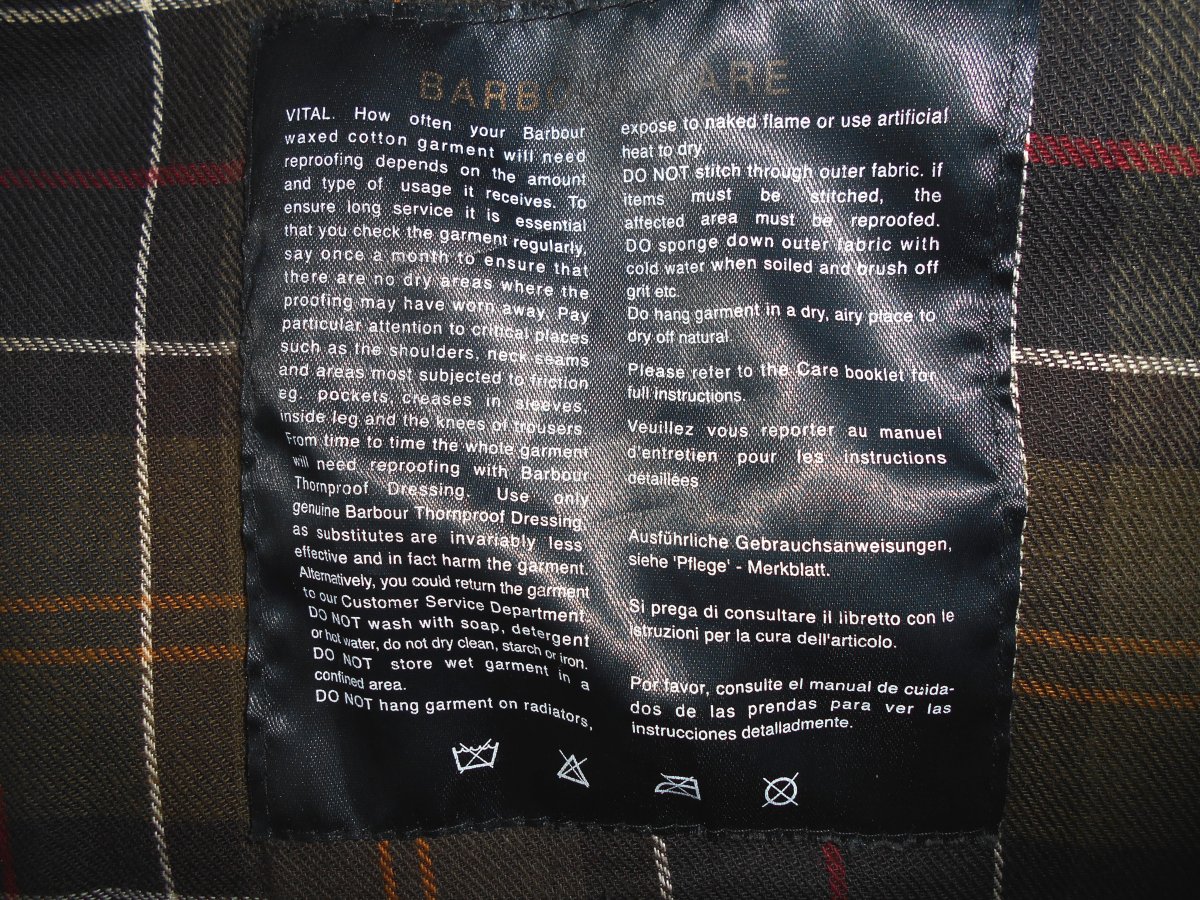 BARBOUR CARE
VITAL. How often your Barbour
waxed cotton garment will need
reproofing depends on the amount
and type of usage it receives. To
ensure long service it is essential
that you check the garment regularly,
say once a month to ensure that
there are no dry areas where the
proofing may have worn away. Pay
particular attention to critical places
such as the shoulders, neck seams
and areas most subjected to friction
eg. pockets, creases in sleeves,
inside leg and the knees of trousers.
From time to time the whole garment
will need reproofing with Barbour
Thornproof Dressing. Use only
genuine Barbour Thornproof Dressing,
as substitutes are invariably less
effective and in fact harm the garment.
Alternatively, you could return the garment
to our Customer Service Department.
DO NOT wash with soap, detergent
or hot water, do not dry clean, starch or iron.
DO NOT store wet garment in a
confined area.
DO NOT hang garment on radiators,
expose to naked flame or use artificial
heat to dry.
DO NOT stitch through outer fabric. if
items must be stitched, the
affected area must be reproofed.
DO sponge down outer fabric with
cold water when soiled and brush off
grit etc.
Do hang garment in a dry, airy place to
dry off natural.
Please refer to the Care booklet for
full instructions.
Veuillez vous reporter au manuel
d'entretien pour les instructions
detaillées
Ausführliche Gebrauchsanweisungen,
siehe 'Pflege' - Merkblatt.
Si prega di consultare il libretto con le
istruzioni per la cura dell'articolo.
Por favor, consulte el manual de cuida-
dos de las prendas para ver las
instrucciones detalladmente.